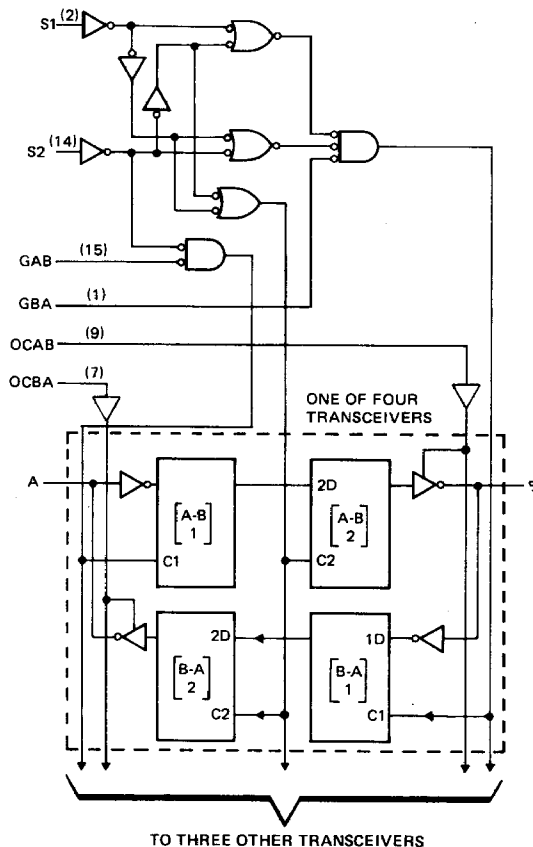 S1 (2)
S2 (14)
GAB (15)
GBA (1)
OCAB (9)
OCBA (7)
ONE OF FOUR
TRANSCEIVERS
A
[A-B 1]
C1
2D
[A-B 2]
C2
[B-A 2]
2D
C2
1D
[B-A 1]
C1
TO THREE OTHER TRANSCEIVERS